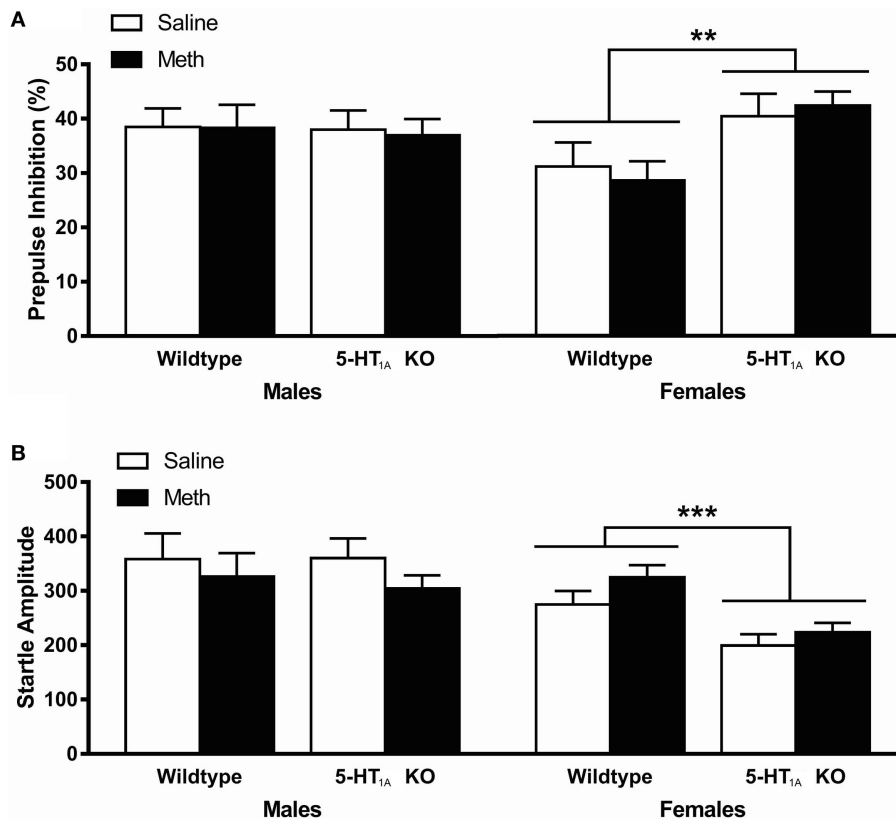 A
Saline
Meth
**
Prepulse Inhibition (%)
50
40
30
20
10
0
Wildtype 5-HT1A KO Wildtype 5-HT1A KO
Males Females
B
Saline
Meth
***
Startle Amplitude
500
400
300
200
100
0
Wildtype 5-HT1A KO Wildtype 5-HT1A KO
Males Females